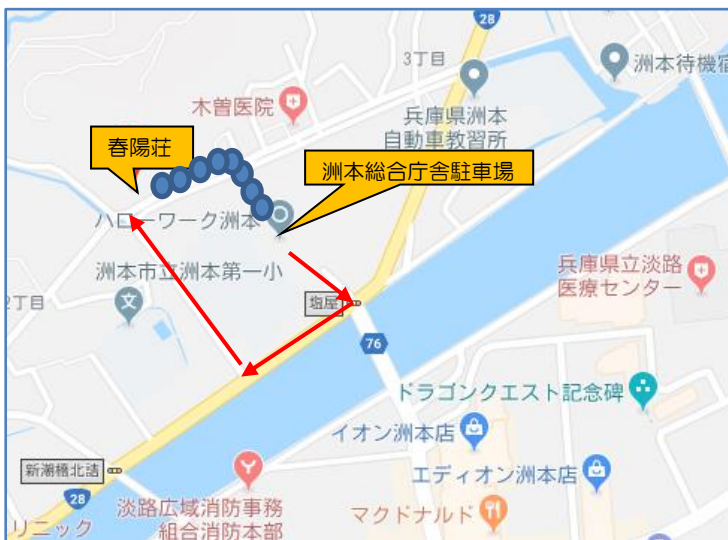 28
3丁目
洲本待機宿
木曽医院
兵庫県洲本
自動車教習所
春陽荘
洲本総合庁舎駐車場
ハローワーク洲本
洲本市立洲本第一小
兵庫県立淡路
医療センター
2丁目
文
塩屋
76
ドラゴンクエスト記念碑
イオン洲本店
エディオン洲本店
新潮橋北詰
28
淡路広域消防事務
組合消防本部
マクドナルド
リニック